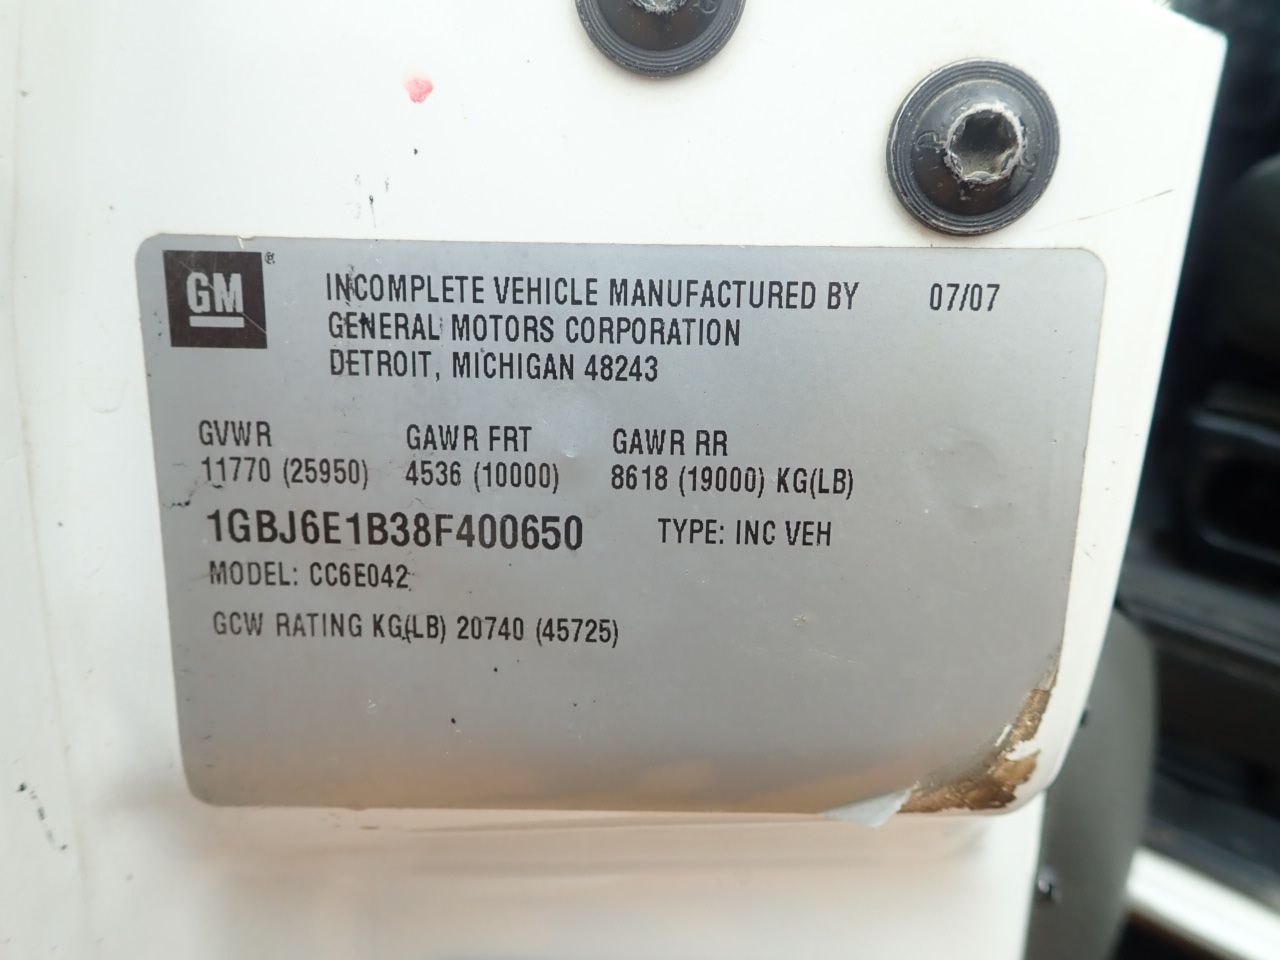 GM ®
INCOMPLETE VEHICLE MANUFACTURED BY 07/07
GENERAL MOTORS CORPORATION
DETROIT, MICHIGAN 48243
GVWR GAWR FRT GAWR RR
11770 (25950) 4536 (10000) 8618 (19000) KG(LB)
1GBJ6E1B38F400650 TYPE: INC VEH
MODEL: CC6E042
GCW RATING KG(LB) 20740 (45725)